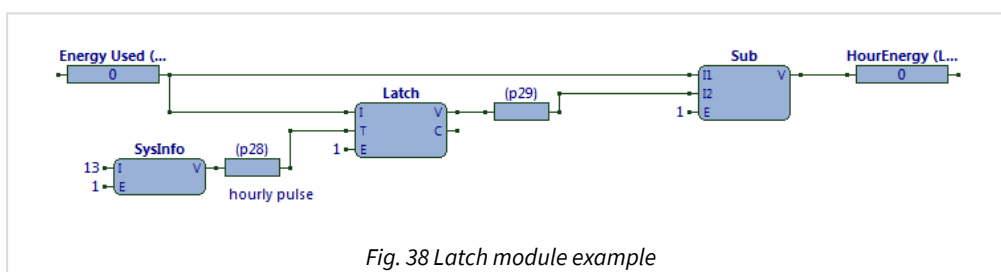 Energy Used (...
0
Sub
HourEnergy (L...
0
I1
V
I2
1
E
Latch
(p29)
I
V
T
C
1
E
SysInfo
(p28)
13
I
V
1
E
hourly pulse
Fig. 38 Latch module example